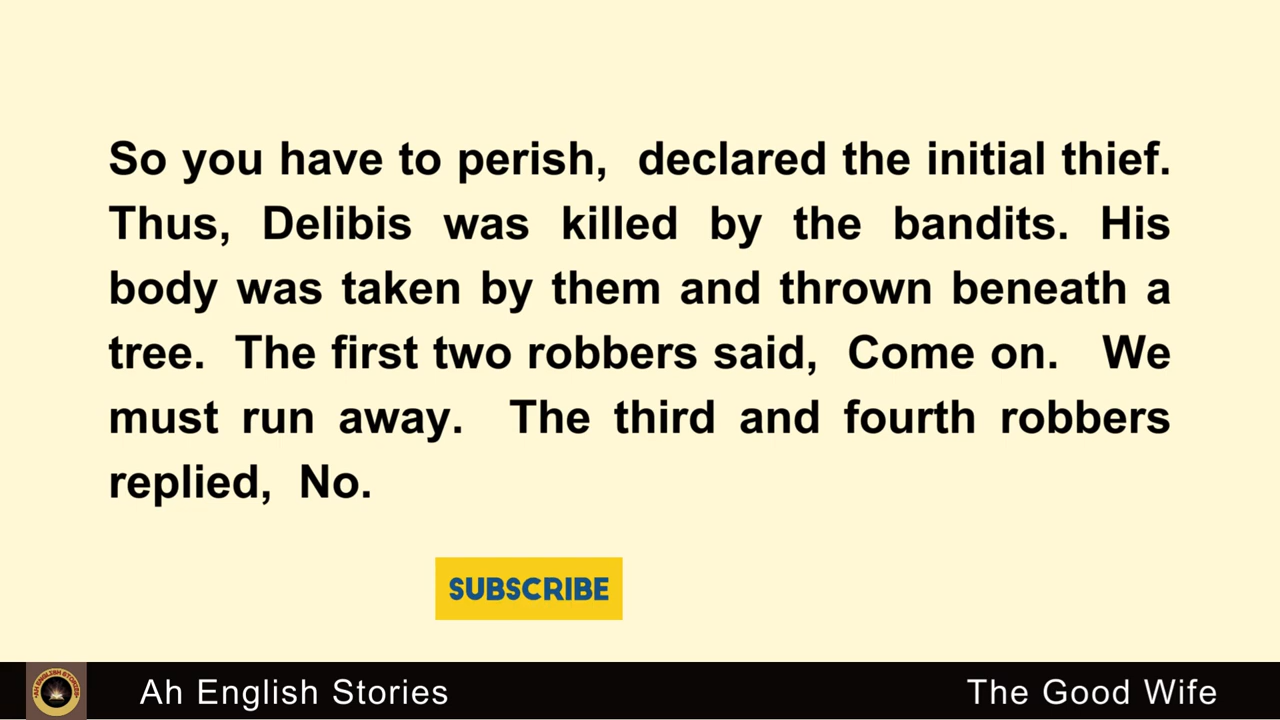 So you have to perish,  declared the initial thief.
Thus, Delibis was killed by the bandits. His
body was taken by them and thrown beneath a
tree.  The first two robbers said,  Come on.   We
must run away.  The third and fourth robbers
replied,  No.
SUBSCRIBE
Ah English Stories
The Good Wife